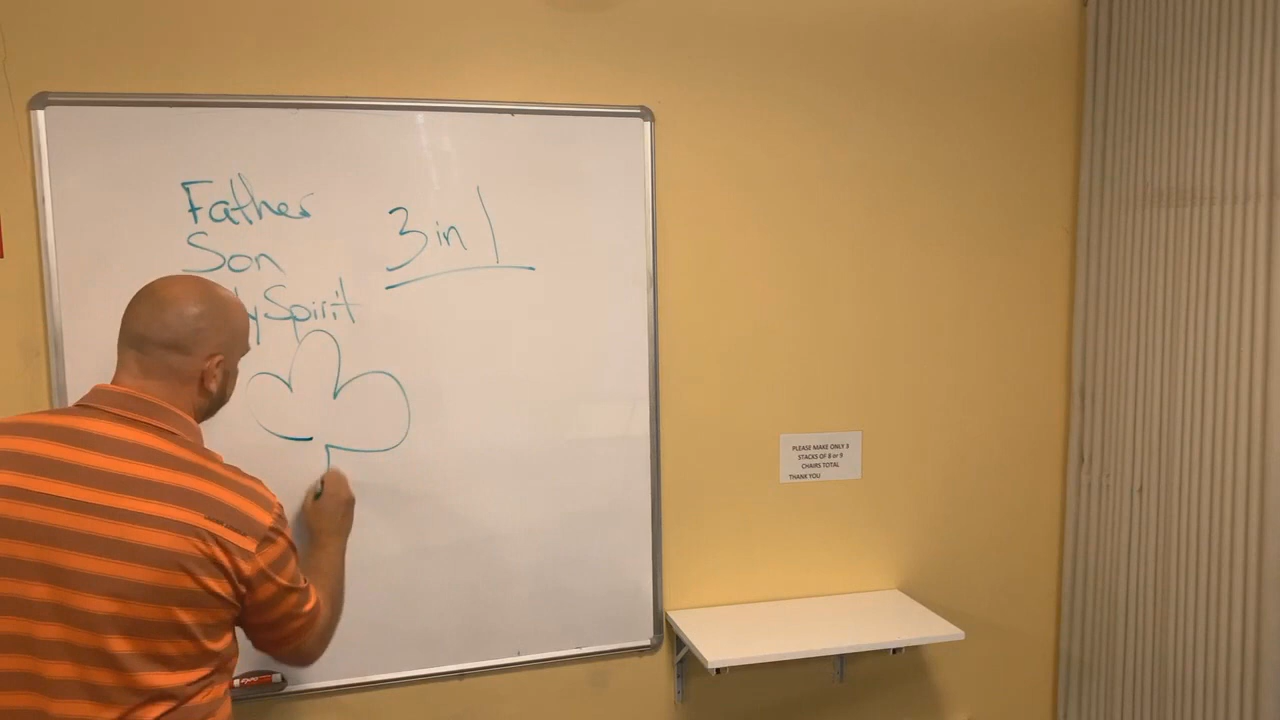 Father
Son
Spirit
3 in 1
PLEASE MAKE ONLY 3
STACKS OF 8 or 9
CHAIRS TOTAL
THANK YOU